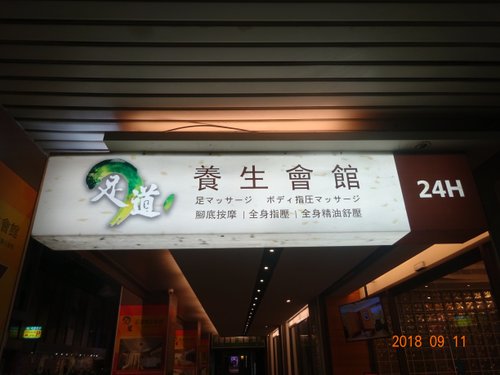 足道
養生會館
足マッサージ ボディ指圧マッサージ
腳底按摩 | 全身指壓 | 全身精油舒壓
24H
2018 09 11